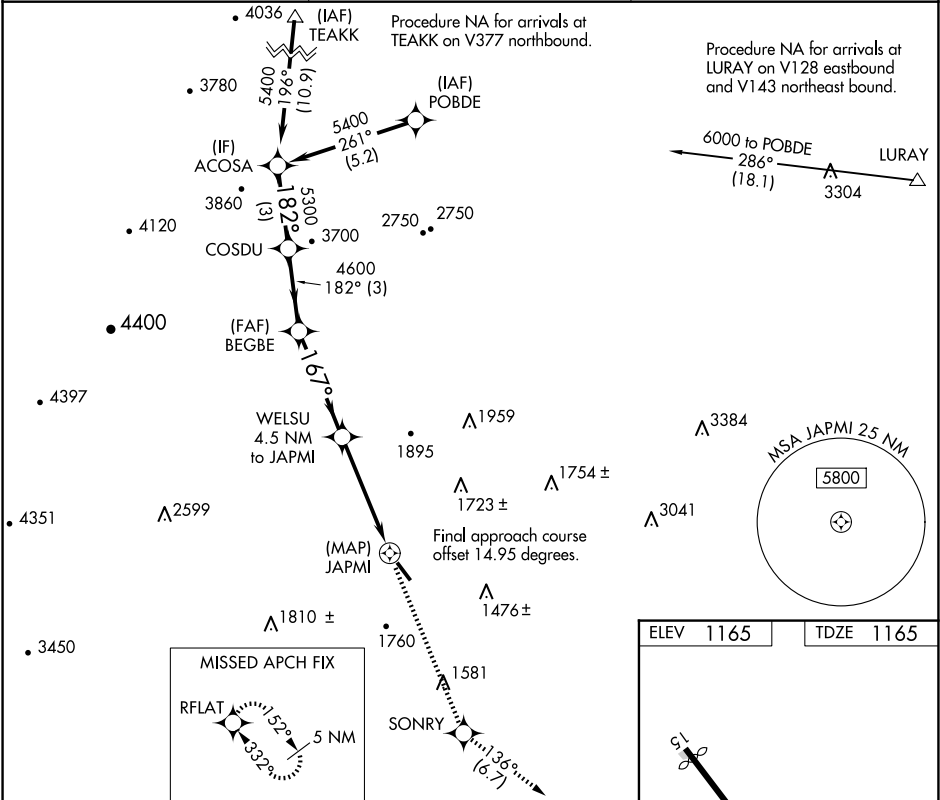 4036
(IAF)
TEAKK
Procedure NA for arrivals at
TEAKK on V377 northbound.
Procedure NA for arrivals at
LURAY on V128 eastbound
and V143 northeast bound.
3780
5400
196°
(10.9)
(IAF)
POBDE
5400
261°
(5.2)
(IF)
ACOSA
6000 to POBDE
286°
(18.1)
LURAY
3304
3860
5300
182°
(3)
4120
2750
2750
COSDU
3700
4600
182° (3)
4400
(FAF)
BEGBE
167°
4397
WELSU
4.5 NM
to JAPMI
1959
1895
3384
MSA JAPMI 25 NM
5800
1754 ±
1723 ±
2599
3041
4351
Final approach course
offset 14.95 degrees.
(MAP)
JAPMI
1476 ±
1810 ±
1760
3450
ELEV 1165
TDZE 1165
MISSED APCH FIX
RFLAT
152°
332°
5 NM
1581
SONRY
136°
(6.7)
15